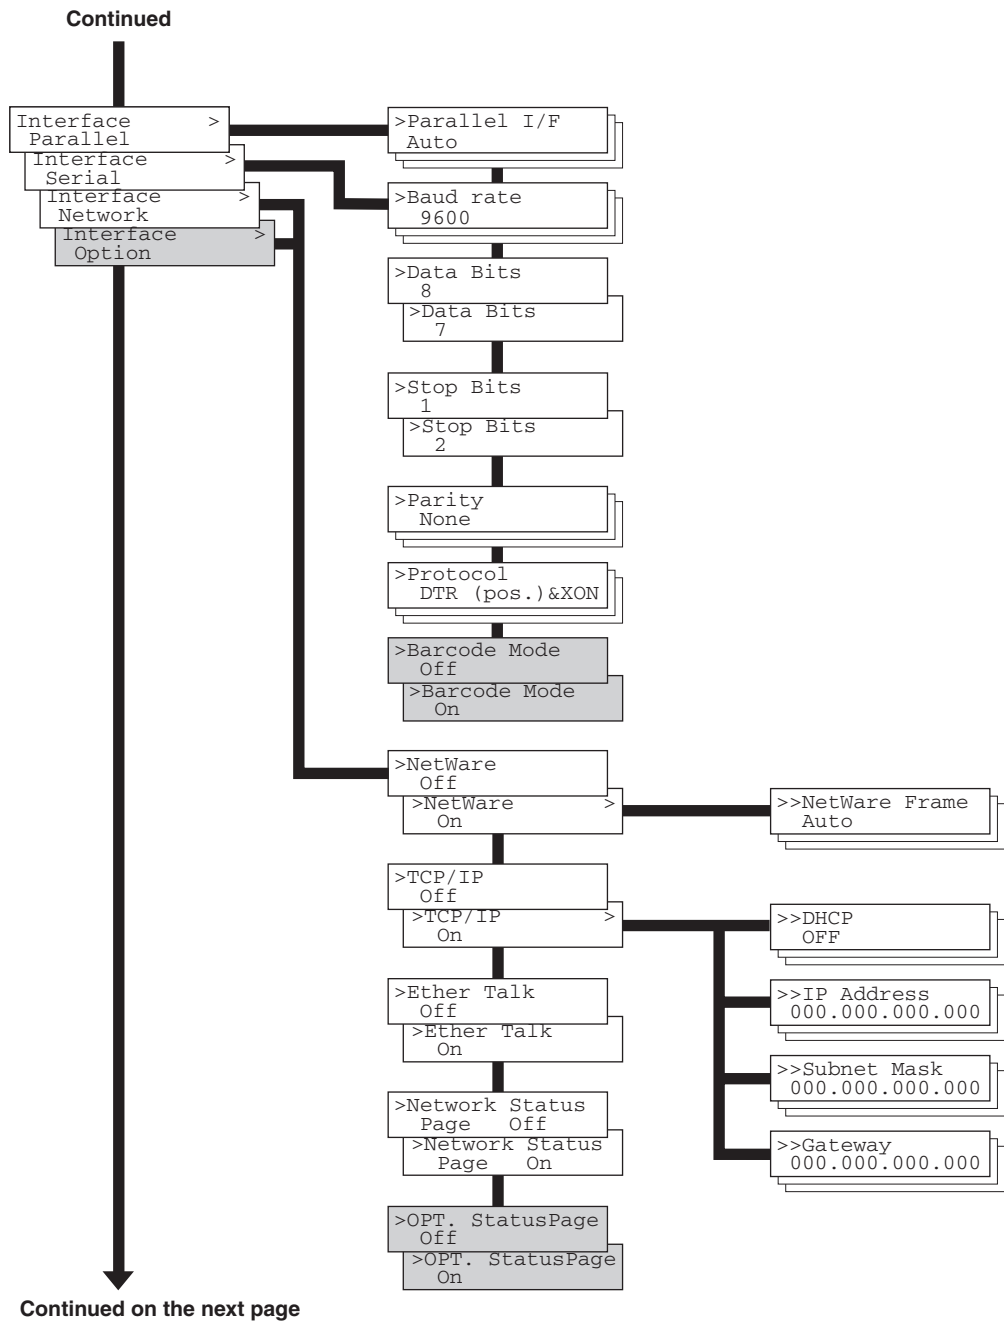 Continued
Interface >
Parallel
Interface >
Serial
Interface >
Network
Interface >
Option
>Parallel I/F
Auto
>Baud rate
9600
>Data Bits
8
>Data Bits
7
>Stop Bits
1
>Stop Bits
2
>Parity
None
>Protocol
DTR (pos.)&XON
>Barcode Mode
Off
>Barcode Mode
On
>NetWare
Off
>NetWare >
On
>>NetWare Frame
Auto
>TCP/IP
Off
>TCP/IP >
On
>>DHCP
OFF
>>IP Address
000.000.000.000
>>Subnet Mask
000.000.000.000
>>Gateway
000.000.000.000
>Ether Talk
Off
>Ether Talk
On
>Network Status
Page Off
>Network Status
Page On
>OPT. StatusPage
Off
>OPT. StatusPage
On
Continued on the next page